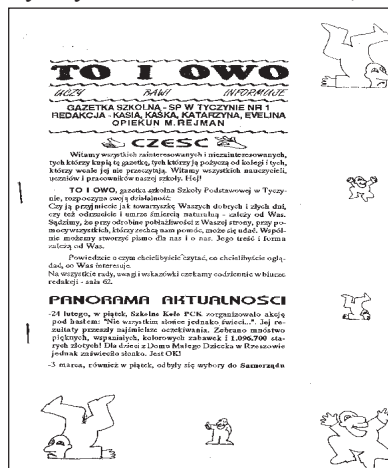 TO I OWO
UCZY BAWI INFORMUJE
GAZETKA SZKOLNA - SP W TYCZYNIE NR 1
REDAKCJA - KASIA, KAŚKA, KATARZYNA, EWELINA
OPIEKUN M. REJMAN
CZEŚĆ
Witamy wszystkich zainteresowanych i niezainteresowanych,
tych którzy kupią tę gazetkę, tych którzy ją pożyczą od kolegi i tych,
którzy wcale jej nie przeczytają. Witamy wszystkich nauczycieli,
uczniów i pracowników naszej szkoły. Hej!
TO I OWO, gazetka szkolna Szkoły Podstawowej w Tyczy-
nie, rozpoczyna swoją działalność.
Czy ją przyjmiecie jak towarzyszkę Waszych dobrych i złych dni,
czy też odrzucicie i umrze śmiercią naturalną - zależy od Was.
Sądzimy, że przy odrobinie pobłażliwości z Waszej strony, przy po-
mocy wszystkich, którzy zechcą nam pomóc, może się udać. Wspól-
nie możemy stworzyć pismo dla nas i o nas. Jego treść i forma
zależą od Was.
Powiedzcie o czym chcielibyście czytać, co chcielibyście oglą-
dać, co Was interesuje.
Na wszystkie rady, uwagi i wskazówki czekamy codziennie w biurze
redakcji - sala 62.
PANORAMA AKTUALNOŚCI
-24 lutego, w piątek, Szkolne Koło PCK zorganizowało akcję
pod hasłem: "Nie wszystkim słońce jednako świeci...". Jej re-
zultaty przeszły najśmielsze oczekiwania. Zebrano mnóstwo
pięknych, wspaniałych, kolorowych zabawek i 1.096,700 sta-
rych złotych! Dla dzieci z Domu Małego Dziecka w Rzeszowie
jednak zaświeciło słonko. Jest OK!
-3 marca, również w piątek, odbyły się wybory do Samorządu